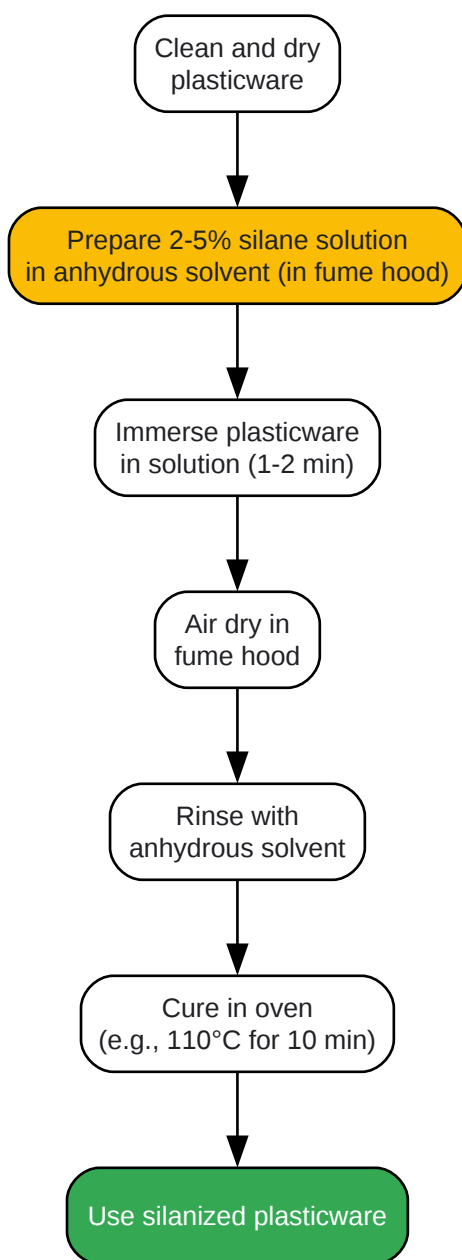 Clean and dry
plasticware
Prepare 2-5% silane solution
in anhydrous solvent (in fume hood)
Immerse plasticware
in solution (1-2 min)
Air dry in
fume hood
Rinse with
anhydrous solvent
Cure in oven
(e.g., 110°C for 10 min)
Use silanized plasticware